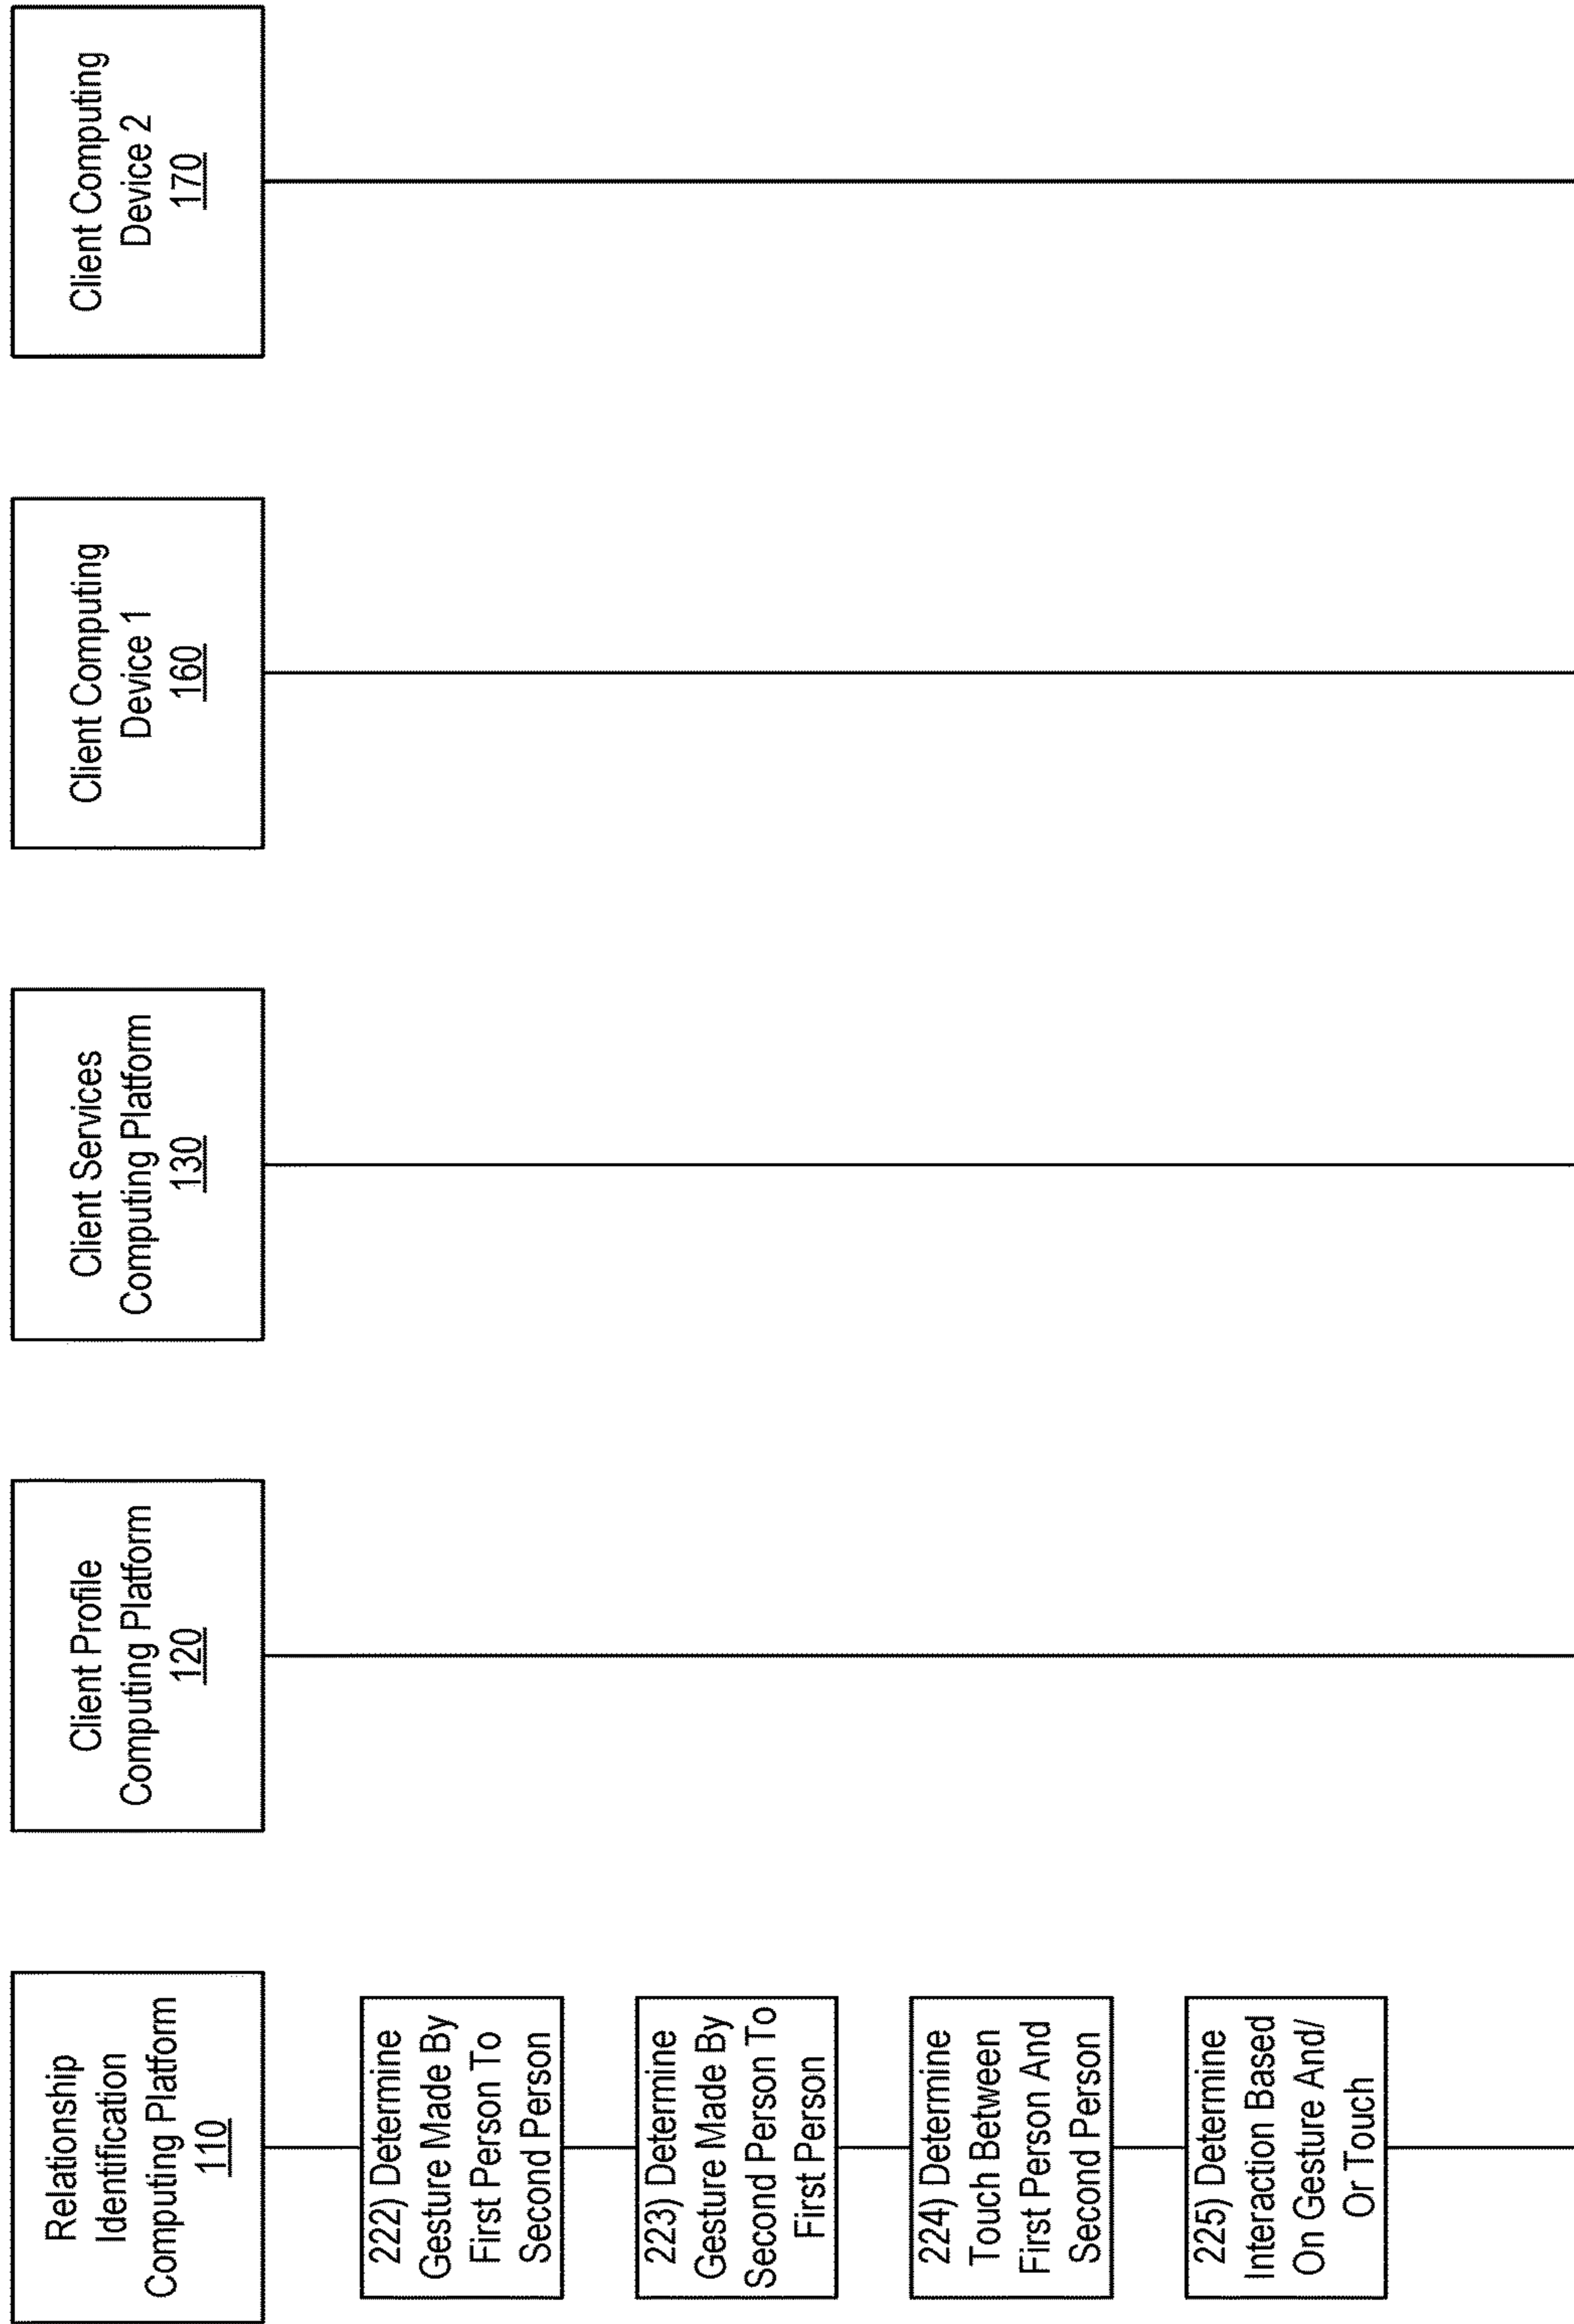 Relationship
Identification
Computing Platform
110
Client Profile
Computing Platform
120
Client Services
Computing Platform
130
Client Computing
Device 1
160
Client Computing
Device 2
170
222) Determine
Gesture Made By
First Person To
Second Person
223) Determine
Gesture Made By
Second Person To
First Person
224) Determine
Touch Between
First Person And
Second Person
225) Determine
Interaction Based
On Gesture And/
Or Touch